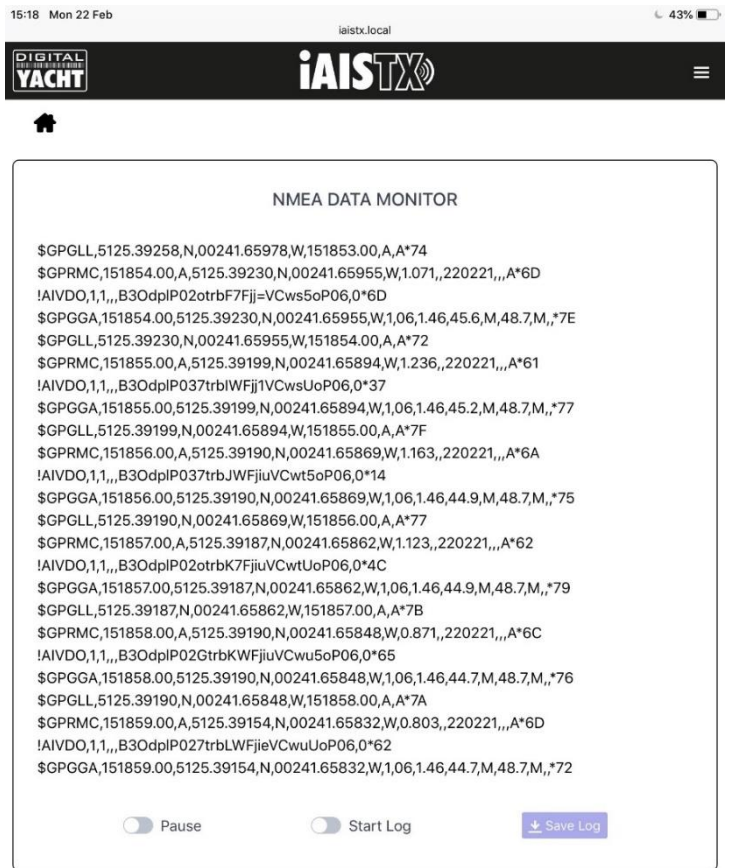 15:18 Mon 22 Feb
43%
iaistx.local
DIGITAL
YACHT
iAISTX
NMEA DATA MONITOR
$GPGLL,5125.39258,N,00241.65978,W,151853.00,A,A*74
$GPRMC,151854.00,A,5125.39230,N,00241.65955,W,1.071,,220221,,,A*6D
!AIVDO,1,1,,,B3OdplP02otrbF7Fjj=VCws5oP06,0*6D
$GPGGA,151854.00,5125.39230,N,00241.65955,W,1,06,1.46,45.6,M,48.7,M,,*7E
$GPGLL,5125.39230,N,00241.65955,W,151854.00,A,A*72
$GPRMC,151855.00,A,5125.39199,N,00241.65894,W,1.236,,220221,,,A*61
!AIVDO,1,1,,,B3OdplP037trbIWFjj1VCwsUoP06,0*37
$GPGGA,151855.00,5125.39199,N,00241.65894,W,1,06,1.46,45.2,M,48.7,M,,*77
$GPGLL,5125.39199,N,00241.65894,W,151855.00,A,A*7F
$GPRMC,151856.00,A,5125.39190,N,00241.65869,W,1.163,,220221,,,A*6A
!AIVDO,1,1,,,B3OdplP037trbJWFjiuVCwt5oP06,0*14
$GPGGA,151856.00,5125.39190,N,00241.65869,W,1,06,1.46,44.9,M,48.7,M,,*75
$GPGLL,5125.39190,N,00241.65869,W,151856.00,A,A*77
$GPRMC,151857.00,A,5125.39187,N,00241.65862,W,1.123,,220221,,,A*62
!AIVDO,1,1,,,B3OdplP02otrbK7FjiuVCwtUoP06,0*4C
$GPGGA,151857.00,5125.39187,N,00241.65862,W,1,06,1.46,44.9,M,48.7,M,,*79
$GPGLL,5125.39187,N,00241.65862,W,151857.00,A,A*7B
$GPRMC,151858.00,A,5125.39190,N,00241.65848,W,0.871,,220221,,,A*6C
!AIVDO,1,1,,,B3OdplP02GtrbKWFjiuVCwu5oP06,0*65
$GPGGA,151858.00,5125.39190,N,00241.65848,W,1,06,1.46,44.7,M,48.7,M,,*76
$GPGLL,5125.39190,N,00241.65848,W,151858.00,A,A*7A
$GPRMC,151859.00,A,5125.39154,N,00241.65832,W,0.803,,220221,,,A*6D
!AIVDO,1,1,,,B3OdplP027trbLWFjieVCwuUoP06,0*62
$GPGGA,151859.00,5125.39154,N,00241.65832,W,1,06,1.46,44.7,M,48.7,M,,*72
Pause
Start Log
Save Log